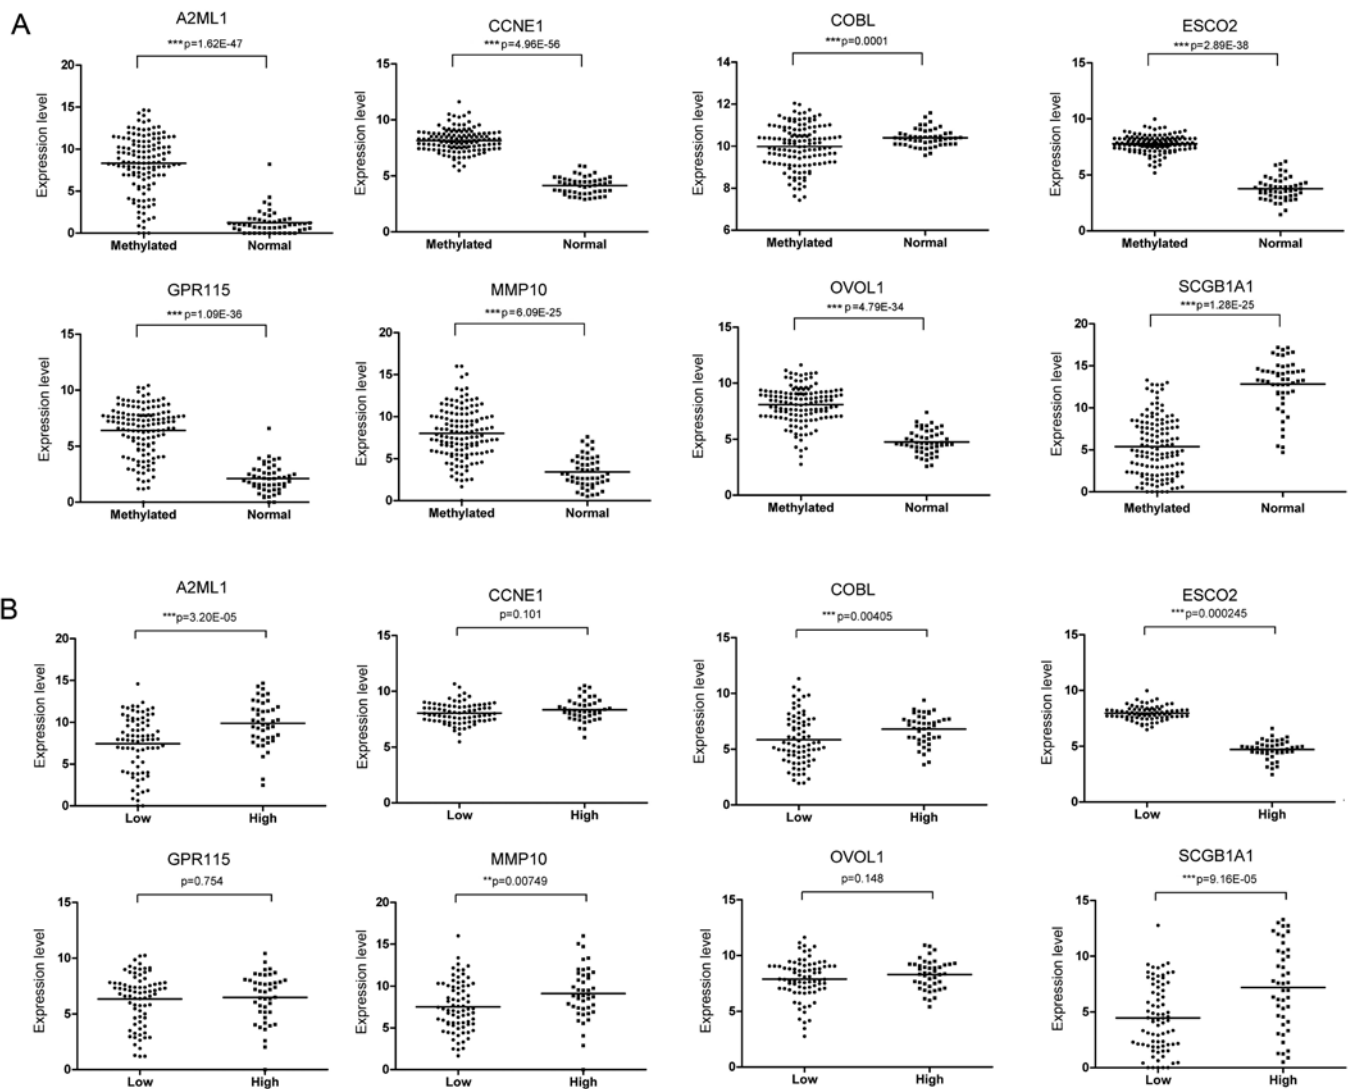 A
A2ML1
***p=1.62E-47
Expression level
20
15
10
5
0
Methylated
Normal
CCNE1
***p=4.96E-56
Expression level
15
10
5
0
Methylated
Normal
COBL
***p=0.0001
Expression level
14
12
10
8
6
Methylated
Normal
ESCO2
***p=2.89E-38
Expression level
15
10
5
0
Methylated
Normal
GPR115
***p=1.09E-36
Expression level
15
10
5
0
Methylated
Normal
MMP10
***p=6.09E-25
Expression level
20
15
10
5
0
Methylated
Normal
OVOL1
*** p=4.79E-34
Expression level
15
10
5
0
Methylated
Normal
SCGB1A1
***p=1.28E-25
Expression level
20
15
10
5
0
Methylated
Normal
B
A2ML1
***p=3.20E-05
Expression level
20
15
10
5
0
Low
High
CCNE1
p=0.101
Expression level
15
10
5
0
Low
High
COBL
***p=0.00405
Expression level
15
10
5
0
Low
High
ESCO2
***p=0.000245
Expression level
15
10
5
0
Low
High
GPR115
p=0.754
Expression level
15
10
5
0
Low
High
MMP10
**p=0.00749
Expression level
20
15
10
5
0
Low
High
OVOL1
p=0.148
Expression level
15
10
5
0
Low
High
SCGB1A1
***p=9.16E-05
Expression level
15
10
5
0
Low
High